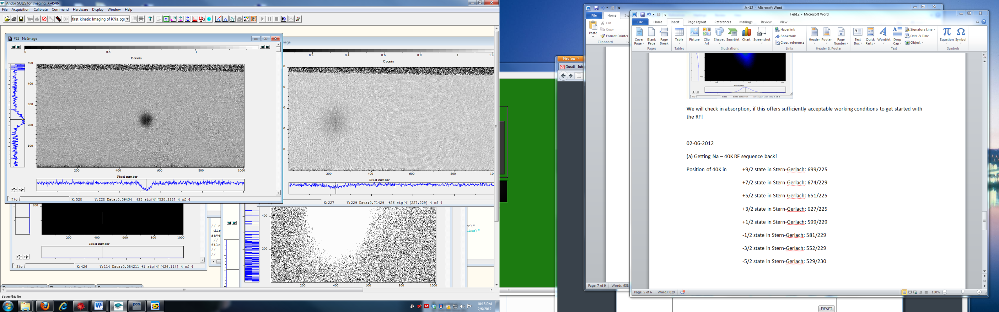 Andor SOLIS for Imaging: X-4546
File Acquisition Calibrate Command Hardware Display Window Help
fast kinetic Imaging of KNa.pgm
#25 Na Image
0 0.5 1
Counts
500
400
300
200
100
200 400 600 800 1000
Pixel number
Sig X:528 Y:228 Data:0.09434 #25 sig{4}[528,228] 4 of 4
mage
0.2 0.4 0.6 0.8 1 1.2
Counts
200 400 600 800
Pixel number
X:227 Y:229 Data:0.71429 #26 sig{4}[227,229] 4 of 4
200
200 400 600 800 1000
Pixel number
Sig X:426 Y:114 Data:0.084211 #1 sig{4}[426,114] 4 of 4
// d
dir
save
//
file
//
//
400
200
200 400 600 800 1000
re\"
ime\"
Saves this file
pco.
10:15 PM
2/6/2012
Firefox
Gmail - Inb
Jan12 - Microsoft Word
File Home Ins
Paste
Cut
Copy
Format Painter
Clipboard
Page: 7 of 9 Words: 938
Feb12 - Microsoft Word
File Home Insert Page Layout References Mailings Review View
Cover Page
Blank Page
Page Break
Pages
Table
Tables
Picture
Clip Art
Shapes
SmartArt
Chart
Screenshot
Illustrations
Hyperlink
Bookmark
Cross-reference
Links
Header
Footer
Page Number
Header & Footer
Text Box
Quick Parts
WordArt
Drop Cap
Signature Line
Date & Time
Object
Text
Equation
Symbol
Symbols
Pixel number
We will check in absorption, if this offers sufficiently acceptable working conditions to get started with
the RF!
02-06-2012
(a) Getting Na – 40K RF sequence back!
Position of 40K in +9/2 state in Stern-Gerlach: 699/225
+7/2 state in Stern-Gerlach: 674/229
+5/2 state in Stern-Gerlach: 651/225
+3/2 state in Stern-Gerlach: 627/225
+1/2 state in Stern-Gerlach: 599/229
-1/2 state in Stern-Gerlach: 581/229
-3/2 state in Stern-Gerlach: 552/229
-5/2 state in Stern-Gerlach: 529/230
Page: 5 of 6 Words: 829
130%
RESET